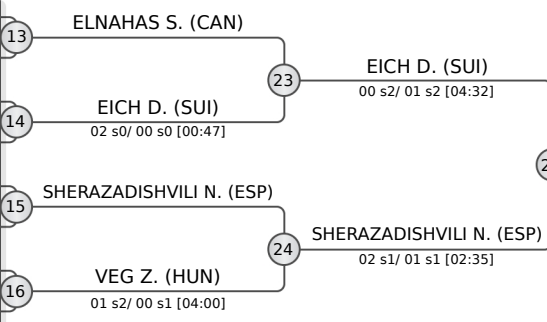 13
ELNAHAS S. (CAN)
14
EICH D. (SUI)
02 s0/ 00 s0 [00:47]
23
EICH D. (SUI)
00 s2/ 01 s2 [04:32]
15
SHERAZADISHVILI N. (ESP)
16
VEG Z. (HUN)
01 s2/ 00 s1 [04:00]
24
SHERAZADISHVILI N. (ESP)
02 s1/ 01 s1 [02:35]